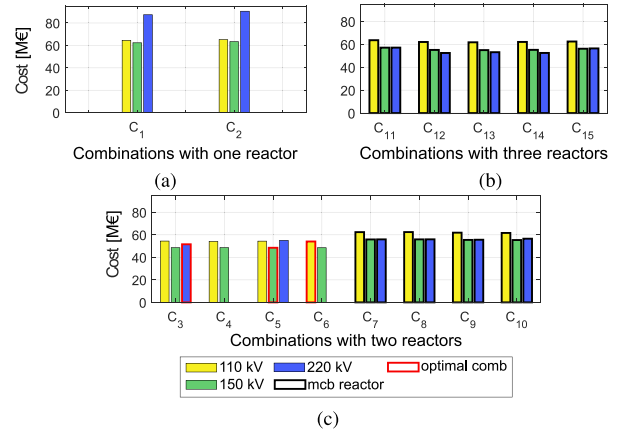 Cost [M€]
80
60
40
20
0
C1
C2
Combinations with one reactor
(a)
80
60
40
20
0
C11 C12 C13 C14 C15
Combinations with three reactors
(b)
Cost [M€]
80
60
40
20
0
C3 C4 C5 C6 C7 C8 C9 C10
Combinations with two reactors
110 kV 220 kV optimal comb
150 kV mcb reactor
(c)